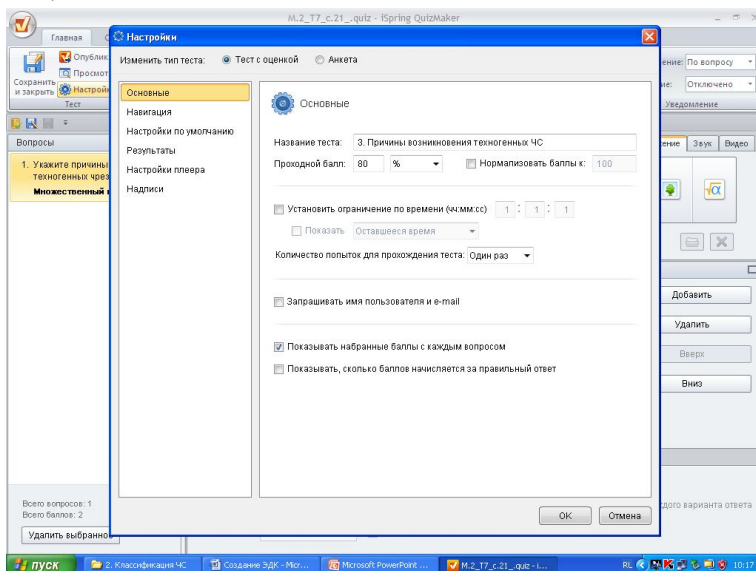 M.2_T7_c.21_.quiz - iSpring QuizMaker
Главная
Сохранить и закрыть
Опублик
Просмот
Настройк
Тест
Вопросы
1. Укажите причины
техногенных чрез
Множественный
Всего вопросов: 1
Всего баллов: 2
Удалить выбранно
Настройки
Изменить тип теста: Тест с оценкой Анкета
Основные
Навигация
Настройки по умолчанию
Результаты
Настройки плеера
Надписи
Основные
Название теста: 3. Причины возникновения техногенных ЧС
Проходной балл: 80 % Нормализовать баллы к: 100
Установить ограничение по времени (чч:мм:сс) 1 : 1 : 1
Показать Оставшееся время
Количество попыток для прохождения теста: Один раз
Запрашивать имя пользователя и e-mail
Показывать набранные баллы с каждым вопросом
Показывать, сколько баллов начисляется за правильный ответ
OK Отмена
ение: По вопросу
ие: Отключено
Уведомление
жение Звук Видео
Добавить
Удалить
Вверх
Вниз
дого варианта ответа
пуск 2. Классификация ЧС Создание ЭДК - Micr... Microsoft PowerPoint ... M.2_T7_c.21_.quiz - i... RL 10:17